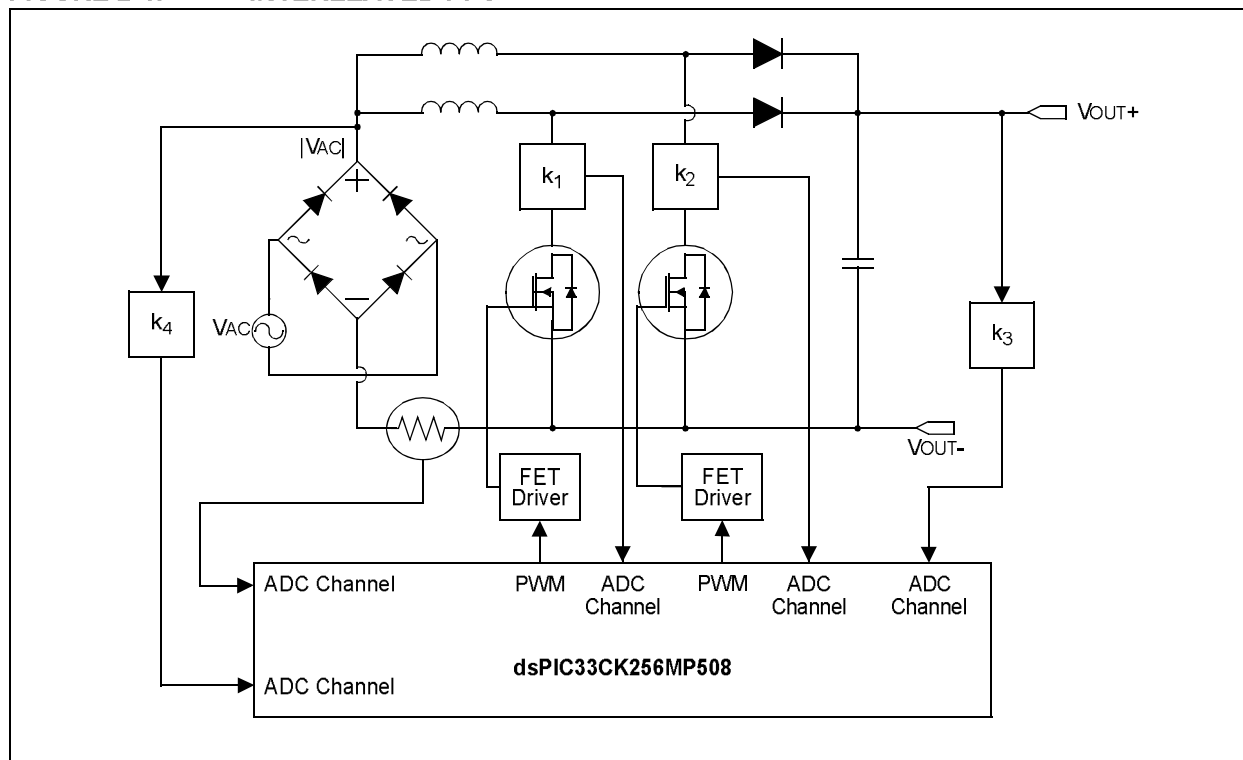 |VAC|
VOUT+
k1
k2
k4
VAC
k3
VOUT-
FET
Driver
FET
Driver
ADC Channel
PWM
ADC
Channel
PWM
ADC
Channel
ADC
Channel
dsPIC33CK256MP508
ADC Channel